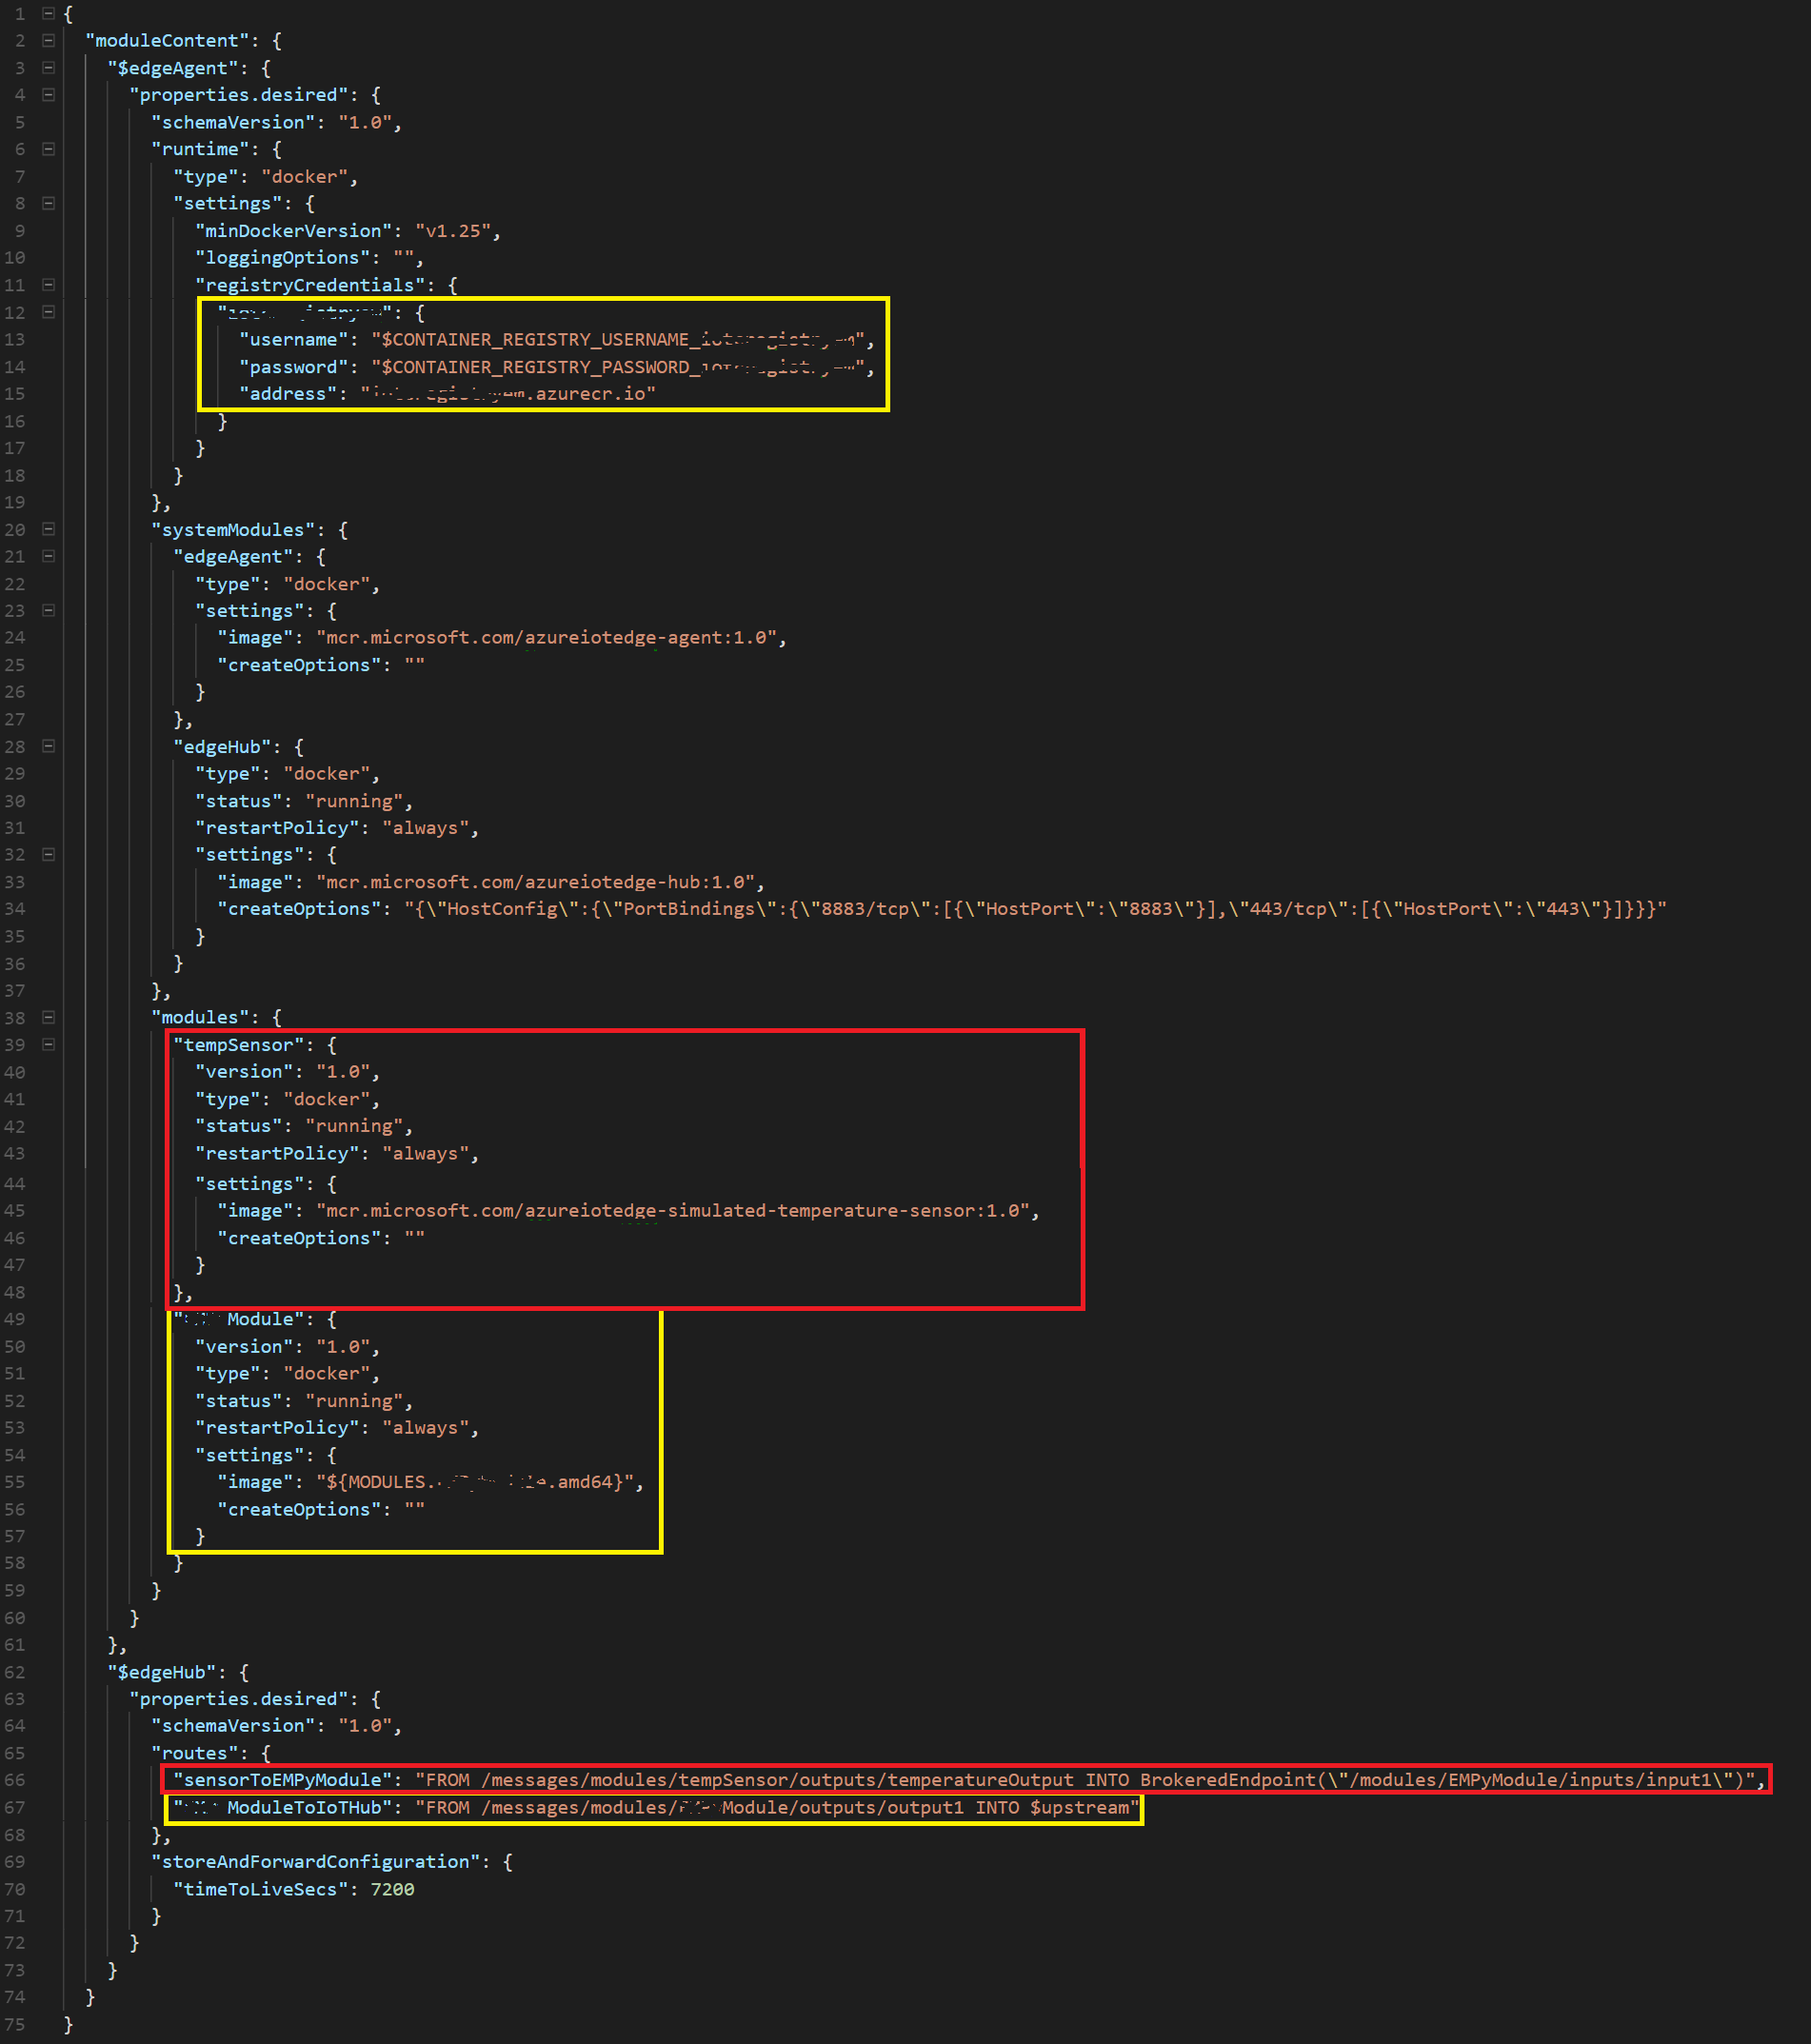 1 {
2 "moduleContent": {
3 "$edgeAgent": {
4 "properties.desired": {
5 "schemaVersion": "1.0",
6 "runtime": {
7 "type": "docker",
8 "settings": {
9 "minDockerVersion": "v1.25",
10 "loggingOptions": "",
11 "registryCredentials": {
12 ": {
13 "username": "$CONTAINER_REGISTRY_USERNAME_
14 "password": "$CONTAINER_REGISTRY_PASSWORD_
15 "address": " .azurecr.io"
16 }
17 }
18 }
19 },
20 "systemModules": {
21 "edgeAgent": {
22 "type": "docker",
23 "settings": {
24 "image": "mcr.microsoft.com/azureiotedge-agent:1.0",
25 "createOptions": ""
26 }
27 },
28 "edgeHub": {
29 "type": "docker",
30 "status": "running",
31 "restartPolicy": "always",
32 "settings": {
33 "image": "mcr.microsoft.com/azureiotedge-hub:1.0",
34 "createOptions": "{\"HostConfig\":{\"PortBindings\":{\"8883/tcp\":[{\"HostPort\":\"8883\"}],\"443/tcp\":[{\"HostPort\":\"443\"}]}}}"
35 }
36 }
37 },
38 "modules": {
39 "tempSensor": {
40 "version": "1.0",
41 "type": "docker",
42 "status": "running",
43 "restartPolicy": "always",
44 "settings": {
45 "image": "mcr.microsoft.com/azureiotedge-simulated-temperature-sensor:1.0",
46 "createOptions": ""
47 }
48 },
49 " Module": {
50 "version": "1.0",
51 "type": "docker",
52 "status": "running",
53 "restartPolicy": "always",
54 "settings": {
55 "image": "${MODULES. .amd64}",
56 "createOptions": ""
57 }
58 }
59 }
60 }
61 },
62 "$edgeHub": {
63 "properties.desired": {
64 "schemaVersion": "1.0",
65 "routes": {
66 "sensorToEMPyModule": "FROM /messages/modules/tempSensor/outputs/temperatureOutput INTO BrokeredEndpoint(\"/modules/EMPyModule/inputs/input1\")",
67 " ModuleToIoTHub": "FROM /messages/modules/ Module/outputs/output1 INTO $upstream"
68 },
69 "storeAndForwardConfiguration": {
70 "timeToLiveSecs": 7200
71 }
72 }
73 }
74 }
75 }